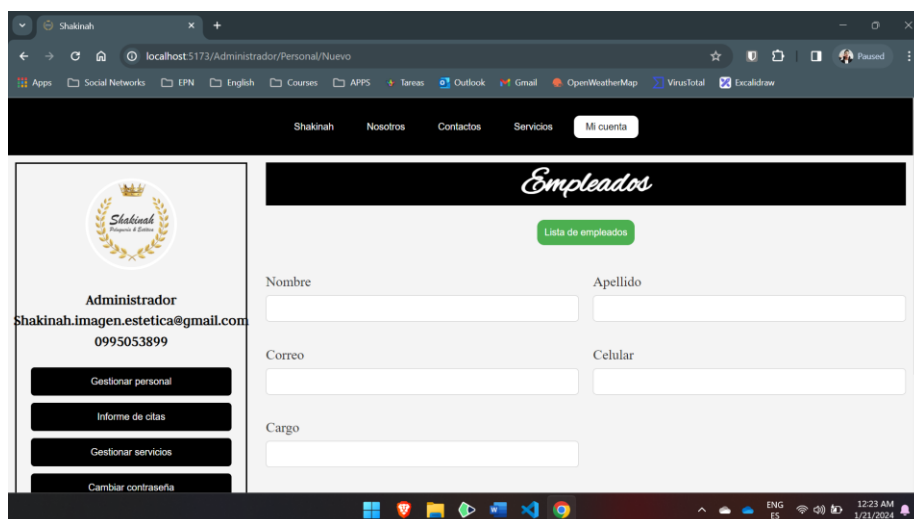 Shakinah
localhost:5173/Administrador/Personal/Nuevo
Paused
Apps Social Networks EPN English Courses APPS Tareas Outlook Gmail OpenWeatherMap VirusTotal Excalidraw
Shakinah Nosotros Contactos Servicios Mi cuenta
Shakinah
Peluquería & Estética
Administrador
Shakinah.imagen.estetica@gmail.com
0995053899
Gestionar personal
Informe de citas
Gestionar servicios
Cambiar contraseña
Empleados
Lista de empleados
Nombre Apellido
Correo Celular
Cargo
ENG
ES
12:23 AM
1/21/2024